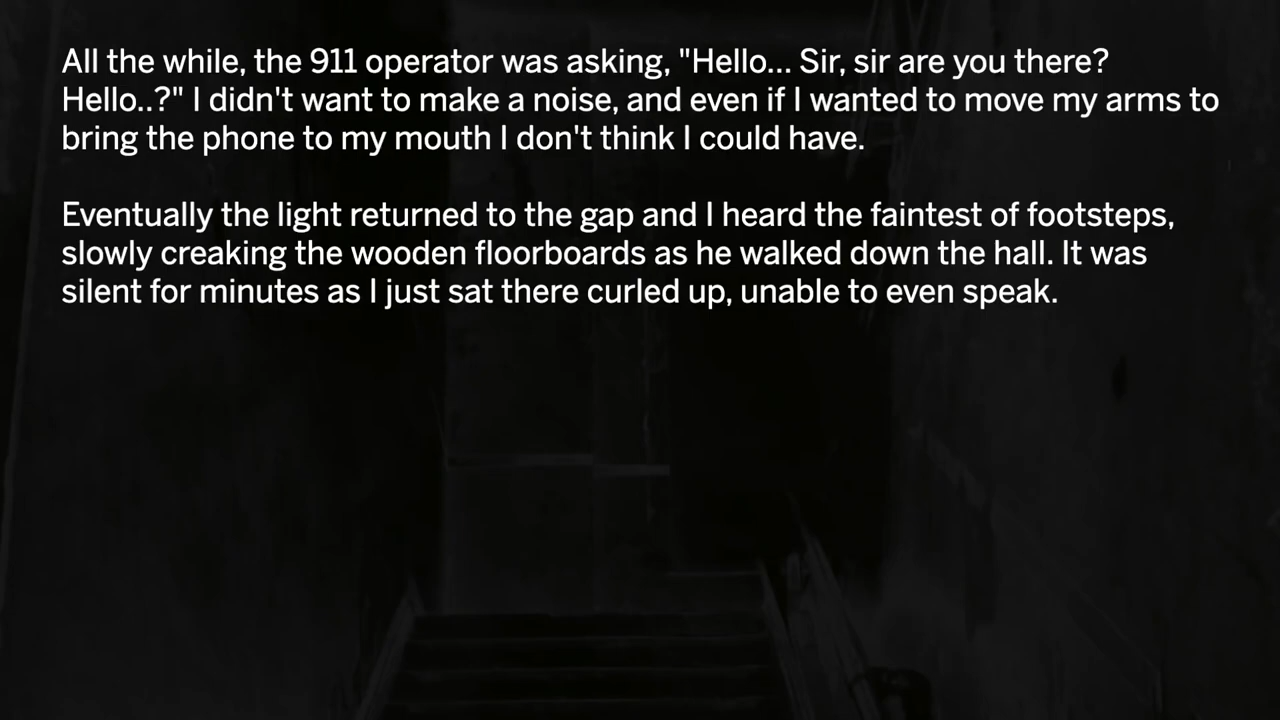 All the while, the 911 operator was asking, "Hello... Sir, sir are you there?
Hello..?" I didn't want to make a noise, and even if I wanted to move my arms to
bring the phone to my mouth I don't think I could have.
Eventually the light returned to the gap and I heard the faintest of footsteps,
slowly creaking the wooden floorboards as he walked down the hall. It was
silent for minutes as I just sat there curled up, unable to even speak.